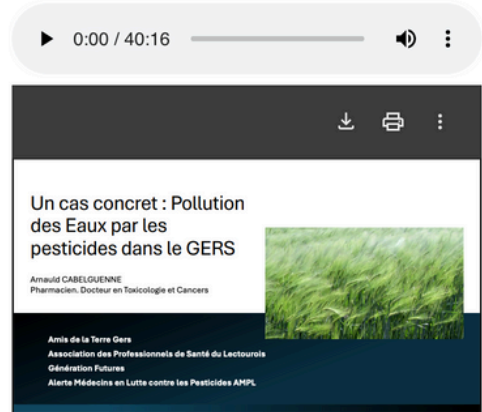 0:00 / 40:16
Un cas concret : Pollution
des Eaux par les
pesticides dans le GERS
Arnauld CABELGUENNE
Pharmacien. Docteur en Toxicologie et Cancers
Amis de la Terre Gers
Association des Professionnels de Santé du Lectourois
Génération Futures
Alerte Médecins en Lutte contre les Pesticides AMPL